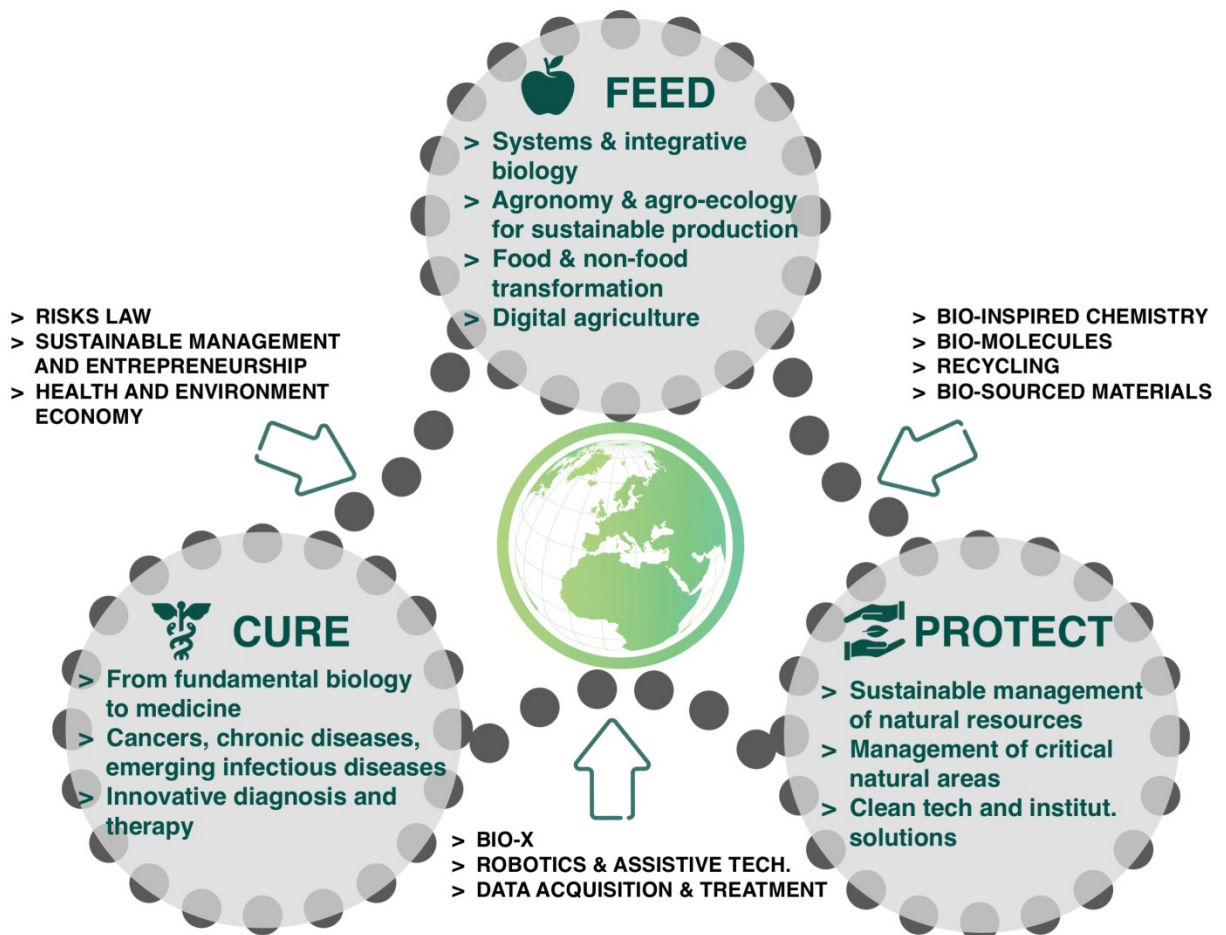 FEED
> Systems & integrative
biology
> Agronomy & agro-ecology
for sustainable production
> Food & non-food
transformation
> Digital agriculture
> RISKS LAW
> SUSTAINABLE MANAGEMENT
AND ENTREPRENEURSHIP
> HEALTH AND ENVIRONMENT
ECONOMY
> BIO-INSPIRED CHEMISTRY
> BIO-MOLECULES
> RECYCLING
> BIO-SOURCED MATERIALS
CURE
> From fundamental biology
to medicine
> Cancers, chronic diseases,
emerging infectious diseases
> Innovative diagnosis and
therapy
PROTECT
> Sustainable management
of natural resources
> Management of critical
natural areas
> Clean tech and institut.
solutions
> BIO-X
> ROBOTICS & ASSISTIVE TECH.
> DATA ACQUISITION & TREATMENT